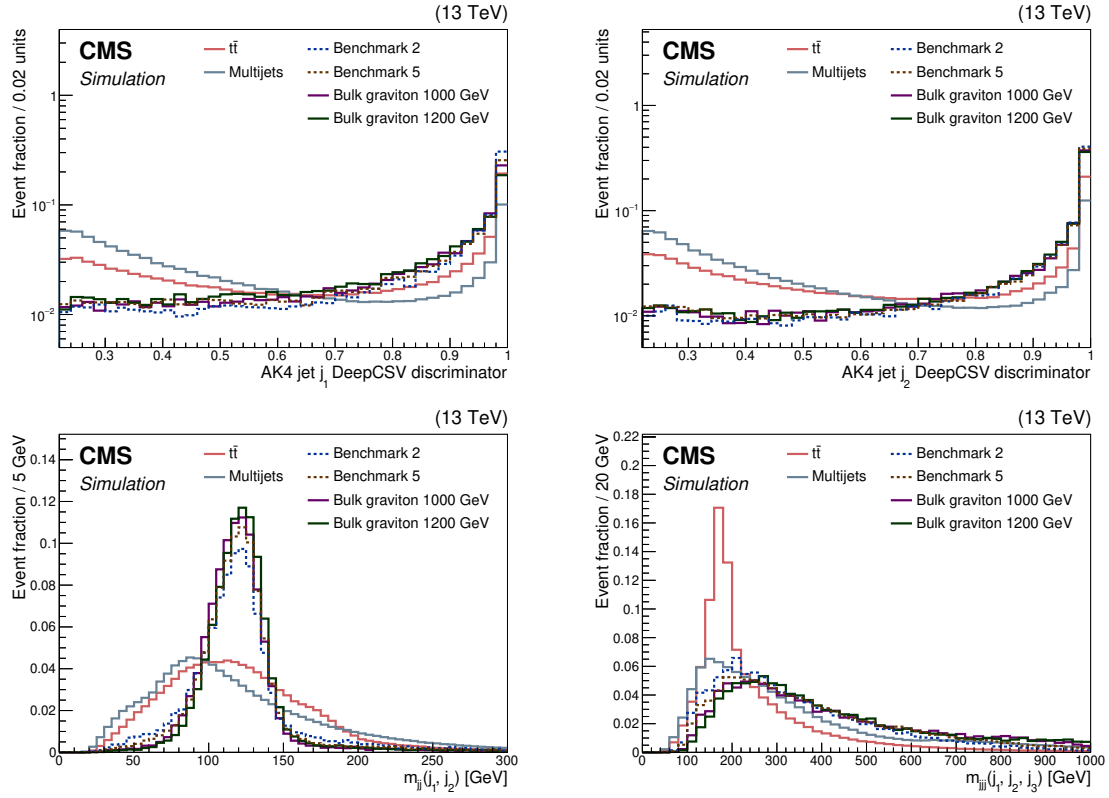 (13 TeV)
Event fraction / 0.02 units
CMS
Simulation
tt̄
Multijets
Benchmark 2
Benchmark 5
Bulk graviton 1000 GeV
Bulk graviton 1200 GeV
1
10⁻¹
10⁻²
0.3 0.4 0.5 0.6 0.7 0.8 0.9 1
AK4 jet j₁ DeepCSV discriminator
(13 TeV)
Event fraction / 0.02 units
CMS
Simulation
tt̄
Multijets
Benchmark 2
Benchmark 5
Bulk graviton 1000 GeV
Bulk graviton 1200 GeV
1
10⁻¹
10⁻²
0.3 0.4 0.5 0.6 0.7 0.8 0.9 1
AK4 jet j₂ DeepCSV discriminator
(13 TeV)
Event fraction / 5 GeV
CMS
Simulation
tt̄
Multijets
Benchmark 2
Benchmark 5
Bulk graviton 1000 GeV
Bulk graviton 1200 GeV
0.14
0.12
0.1
0.08
0.06
0.04
0.02
0
0 50 100 150 200 250 300
m_jj(j₁, j₂) [GeV]
(13 TeV)
Event fraction / 20 GeV
CMS
Simulation
tt̄
Multijets
Benchmark 2
Benchmark 5
Bulk graviton 1000 GeV
Bulk graviton 1200 GeV
0.22
0.2
0.18
0.16
0.14
0.12
0.1
0.08
0.06
0.04
0.02
0
0 100 200 300 400 500 600 700 800 900 1000
m_jjj(j₁, j₂, j₃) [GeV]